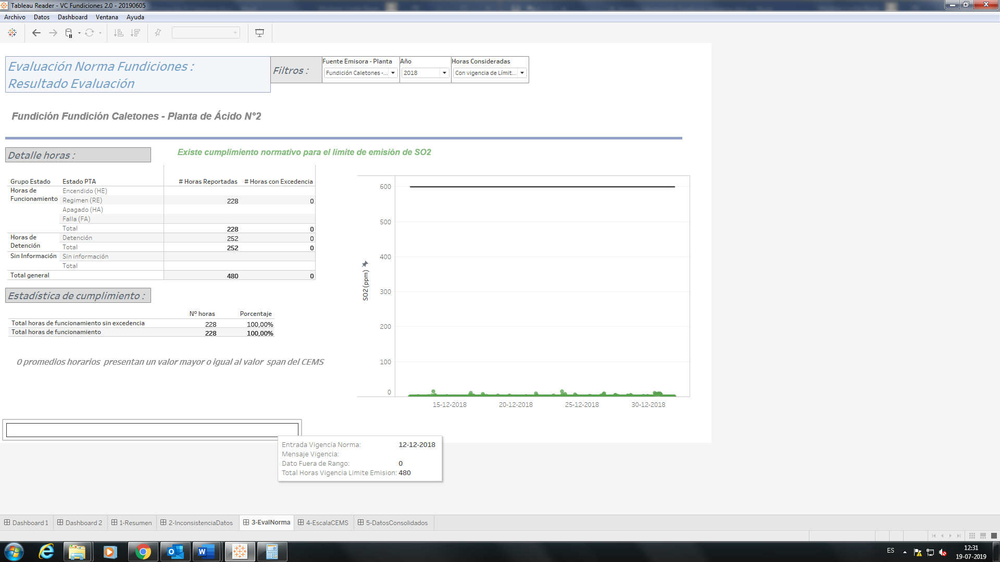 Tableau Reader - VC Fundiciones 2.0 - 20190605
Archivo Datos Dashboard Ventana Ayuda
Evaluación Norma Fundiciones :
Resultado Evaluación
Filtros :
Fuente Emisora - Planta Año Horas Consideradas
Fundición Caletones -... 2018 Con vigencia de Límit...
Fundición Fundición Caletones - Planta de Ácido N°2
Detalle horas :
Existe cumplimiento normativo para el límite de emisión de SO2
Grupo Estado Estado PTA # Horas Reportadas # Horas con Excedencia
Horas de Funcionamiento Encendido (HE)
Regimen (RE) 228 0
Apagado (HA)
Falla (FA)
Total 228 0
Horas de Detención Detención 252 0
Total 252 0
Sin Información Sin información
Total
Total general 480 0
Estadística de cumplimiento :
N° horas Porcentaje
Total horas de funcionamiento sin excedencia 228 100,00%
Total horas de funcionamiento 228 100,00%
0 promedios horarios presentan un valor mayor o igual al valor span del CEMS
SO2 (ppm)
600
500
400
300
200
100
0
15-12-2018 20-12-2018 25-12-2018 30-12-2018
Entrada Vigencia Norma: 12-12-2018
Mensaje Vigencia:
Dato Fuera de Rango: 0
Total Horas Vigencia Limite Emision: 480
Dashboard 1 Dashboard 2 1-Resumen 2-InconsistenciaDatos 3-EvalNorma 4-EscalaCEMS 5-DatosConsolidados
ES
12:31
19-07-2019